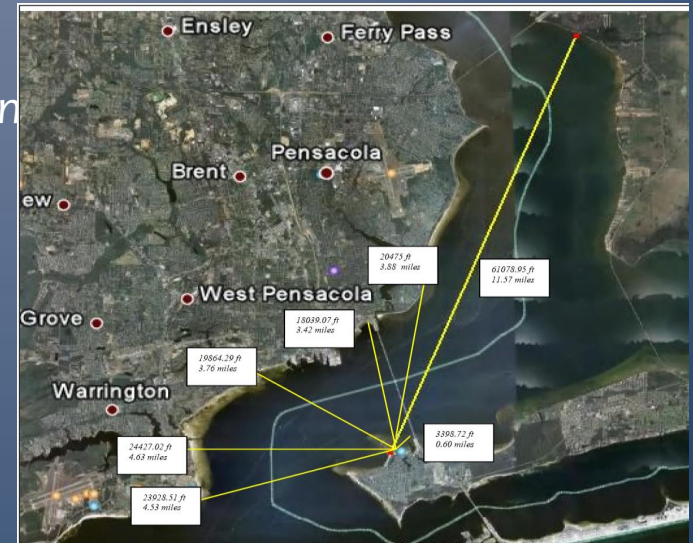 n
Ensley
Ferry Pass
Pensacola
Brent
ew
20475 ft
3.88 miles
61078.95 ft
11.57 miles
West Pensacola
18039.07 ft
3.42 miles
Grove
19864.29 ft
3.76 miles
Warrington
3398.72 ft
0.60 miles
24427.02 ft
4.63 miles
23928.51 ft
4.53 miles